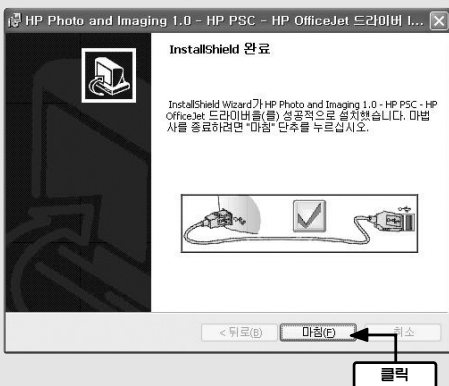 HP Photo and Imaging 1.0 - HP PSC - HP OfficeJet 드라이버 I...
InstallShield 완료
InstallShield Wizard가 HP Photo and Imaging 1.0 - HP PSC - HP
OfficeJet 드라이버을(를) 성공적으로 설치했습니다. 마법
사를 종료하려면 "마침" 단추를 누르십시오.
< 뒤로(B) 마침(F) 취소
클릭